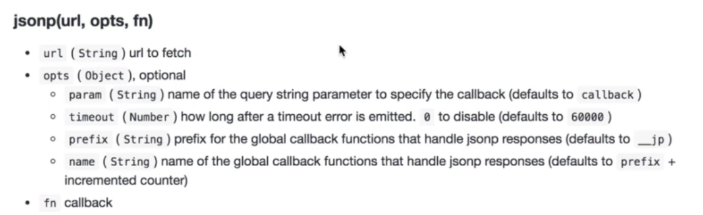 jsonp(url, opts, fn)
• url (String) url to fetch
• opts (Object), optional
◦ param (String) name of the query string parameter to specify the callback (defaults to callback)
◦ timeout (Number) how long after a timeout error is emitted. 0 to disable (defaults to 60000)
◦ prefix (String) prefix for the global callback functions that handle jsonp responses (defaults to __jp)
◦ name (String) name of the global callback functions that handle jsonp responses (defaults to prefix +
incremented counter)
• fn callback